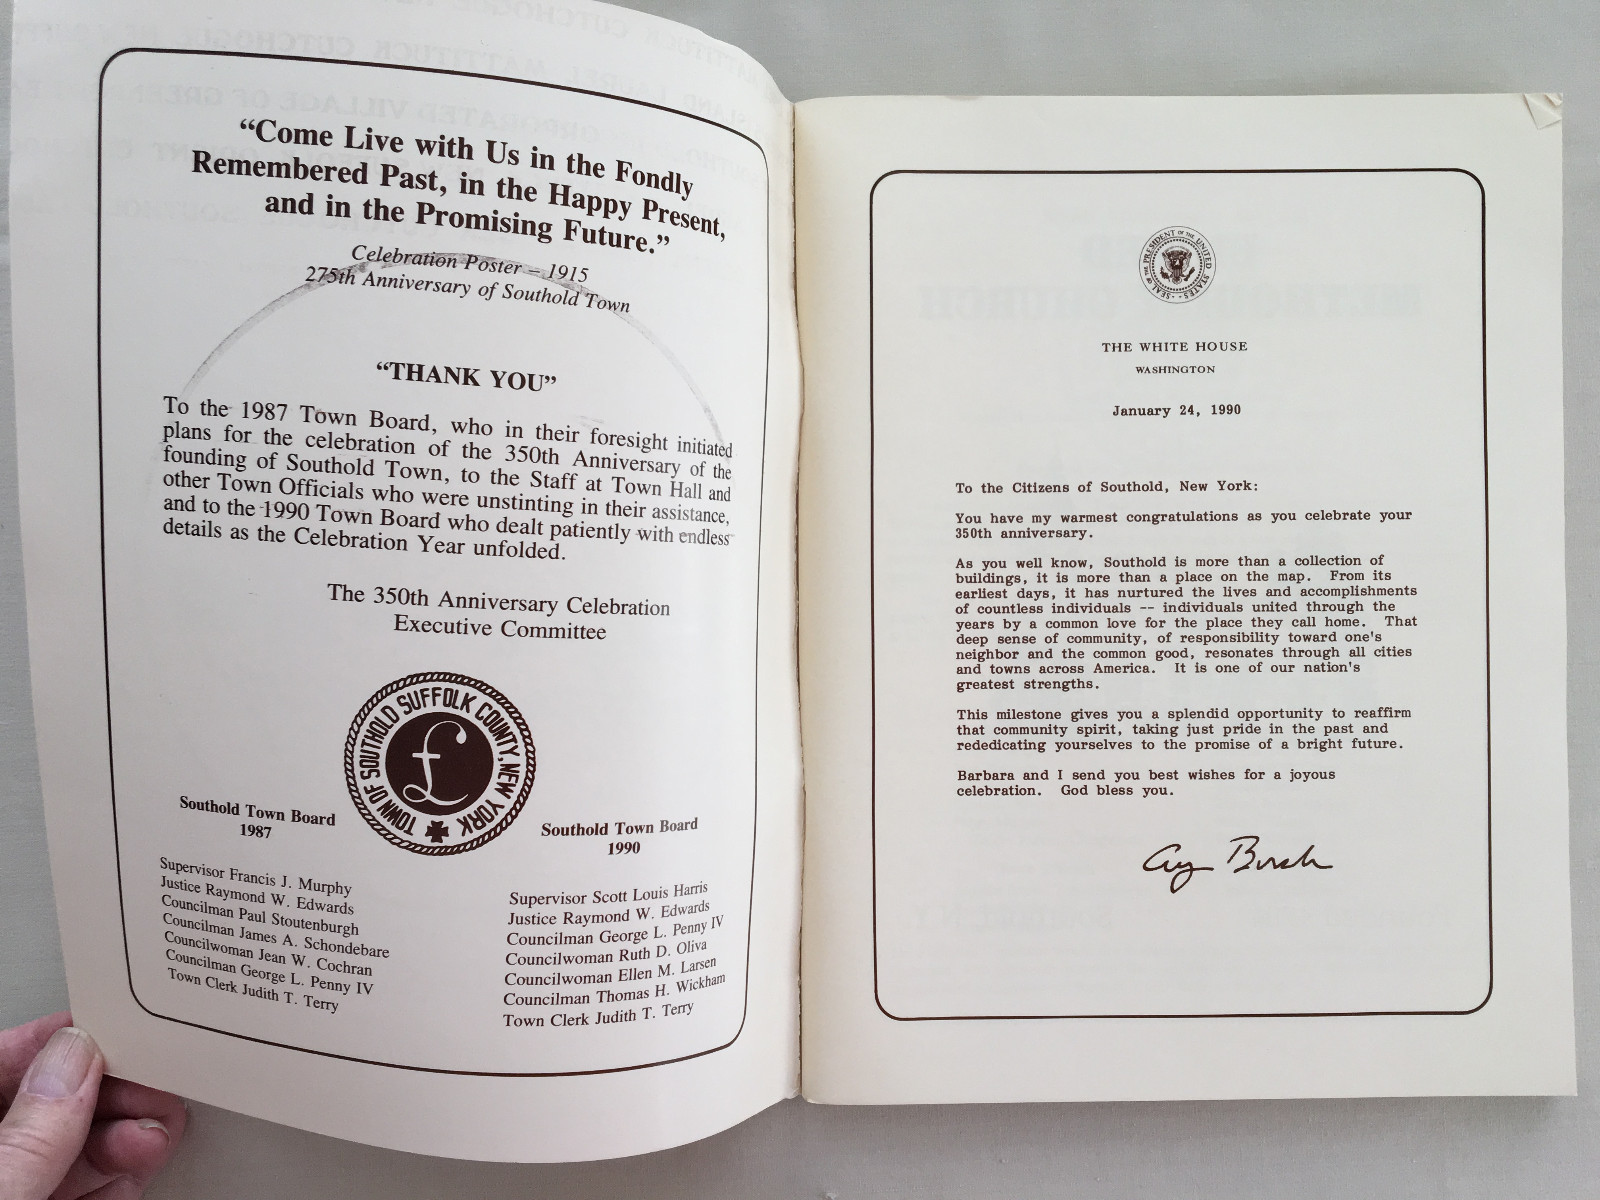 “Come Live with Us in the Fondly
Remembered Past, in the Happy Present,
and in the Promising Future.”
Celebration Poster – 1915
275th Anniversary of Southold Town
“THANK YOU”
To the 1987 Town Board, who in their foresight initiated
plans for the celebration of the 350th Anniversary of the
founding of Southold Town, to the Staff at Town Hall and
other Town Officials who were unstinting in their assistance,
and to the 1990 Town Board who dealt patiently with endless
details as the Celebration Year unfolded.
The 350th Anniversary Celebration
Executive Committee
TOWN OF SOUTHOLD SUFFOLK COUNTY, NEW YORK
£
Southold Town Board
1987
Supervisor Francis J. Murphy
Justice Raymond W. Edwards
Councilman Paul Stoutenburgh
Councilman James A. Schondebare
Councilwoman Jean W. Cochran
Councilman George L. Penny IV
Town Clerk Judith T. Terry
Southold Town Board
1990
Supervisor Scott Louis Harris
Justice Raymond W. Edwards
Councilman George L. Penny IV
Councilwoman Ruth D. Oliva
Councilwoman Ellen M. Larsen
Councilman Thomas H. Wickham
Town Clerk Judith T. Terry
SEAL OF THE PRESIDENT OF THE UNITED STATES
THE WHITE HOUSE
WASHINGTON
January 24, 1990
To the Citizens of Southold, New York:
You have my warmest congratulations as you celebrate your
350th anniversary.
As you well know, Southold is more than a collection of
buildings, it is more than a place on the map. From its
earliest days, it has nurtured the lives and accomplishments
of countless individuals -- individuals united through the
years by a common love for the place they call home. That
deep sense of community, of responsibility toward one's
neighbor and the common good, resonates through all cities
and towns across America. It is one of our nation's
greatest strengths.
This milestone gives you a splendid opportunity to reaffirm
that community spirit, taking just pride in the past and
rededicating yourselves to the promise of a bright future.
Barbara and I send you best wishes for a joyous
celebration. God bless you.
Bush